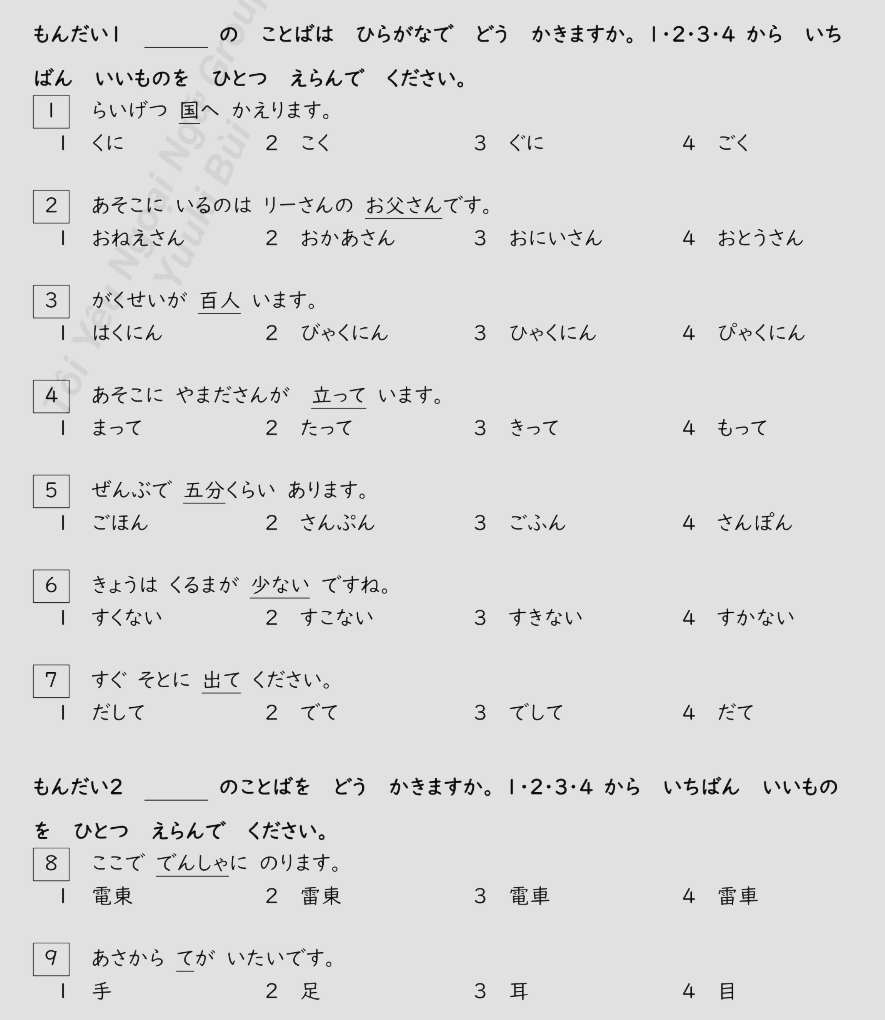 もんだい1　＿＿＿　の　ことばは　ひらがなで　どう　かきますか。1・2・3・4 から　いち
ばん　いいものを　ひとつ　えらんで　ください。
1　らいげつ 国へ かえります。
1　くに　2　こく　3　ぐに　4　ごく
2　あそこに いるのは リーさんの お父さんです。
1　おねえさん　2　おかあさん　3　おにいさん　4　おとうさん
3　がくせいが 百人 います。
1　はくにん　2　びゃくにん　3　ひゃくにん　4　ぴゃくにん
4　あそこに やまださんが　立って います。
1　まって　2　たって　3　きって　4　もって
5　ぜんぶで 五分くらい あります。
1　ごほん　2　さんぷん　3　ごふん　4　さんぽん
6　きょうは くるまが 少ない ですね。
1　すくない　2　すこない　3　すきない　4　すかない
7　すぐ そとに 出て ください。
1　だして　2　でて　3　でして　4　だて
もんだい2　＿＿＿　のことばを　どう　かきますか。1・2・3・4 から　いちばん　いいもの
を　ひとつ　えらんで　ください。
8　ここで でんしゃに のります。
1　電東　2　雷東　3　電車　4　雷車
9　あさから てが いたいです。
1　手　2　足　3　耳　4　目
Tôi Yêu Ngoại Ngữ Group
Yuuki Bùi